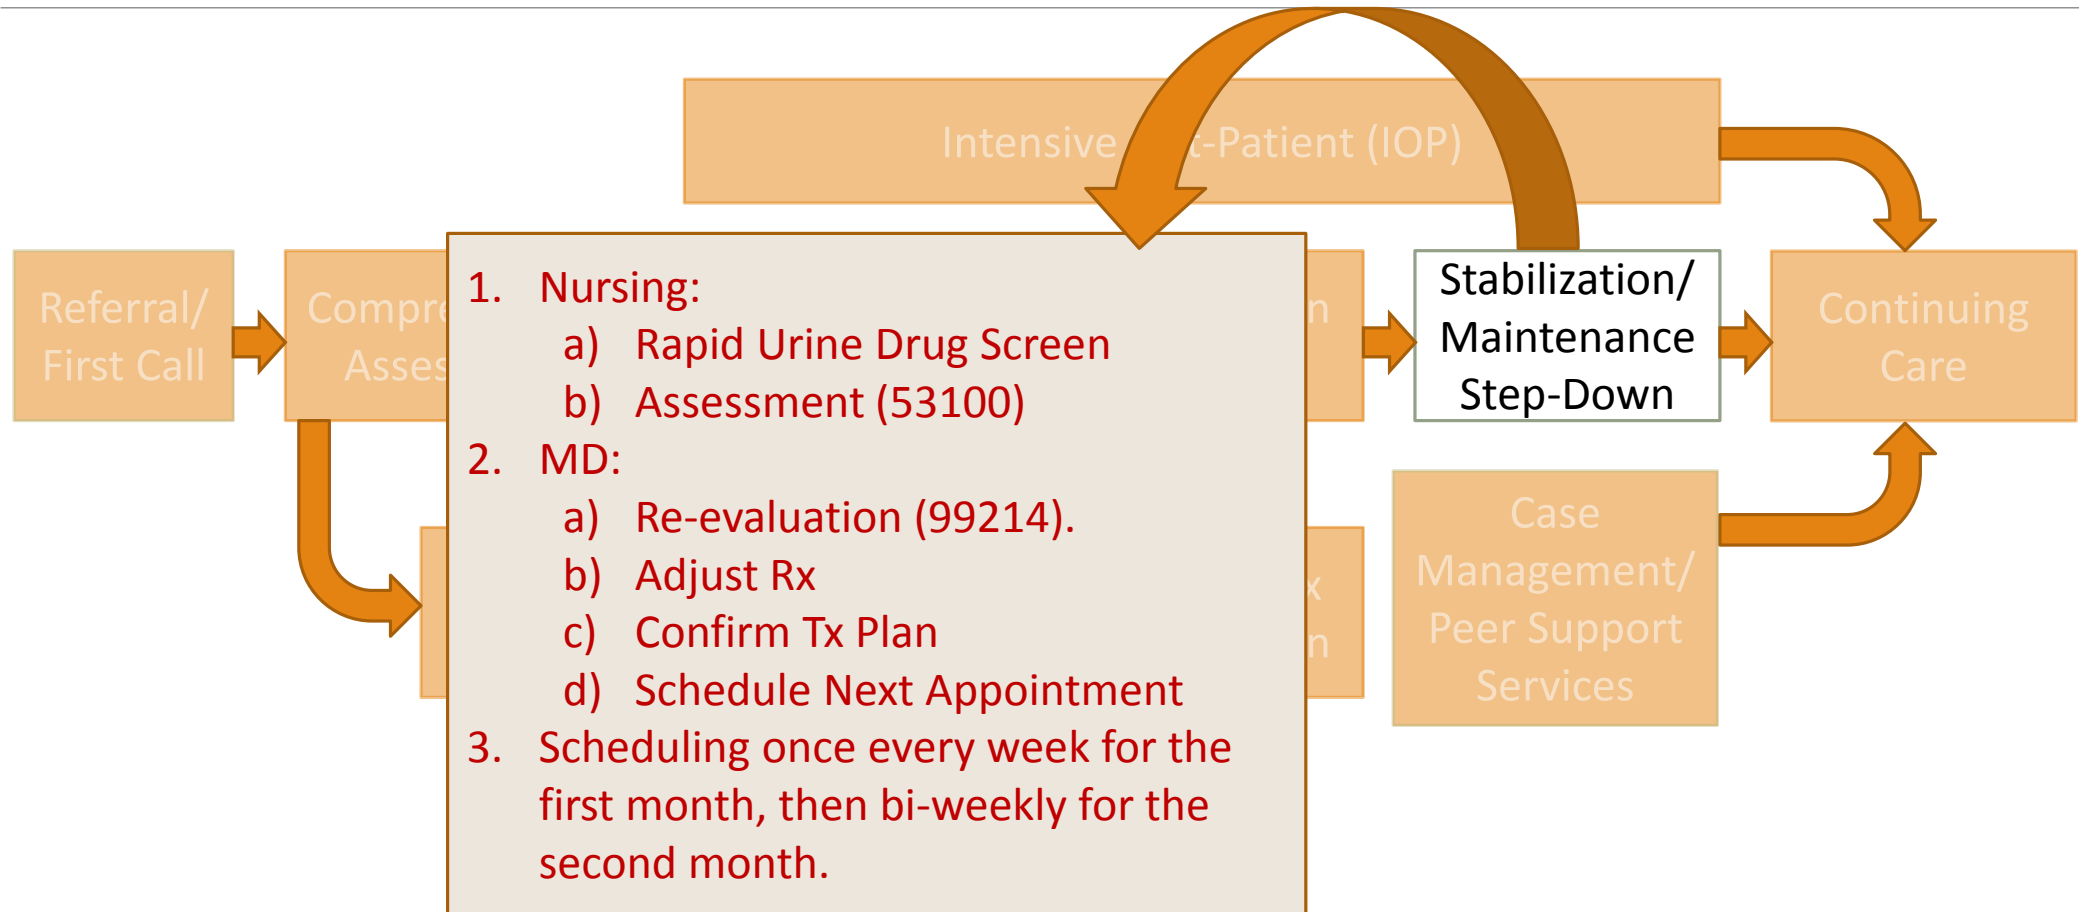 Intensive t-Patient (IOP)
Referral/
First Call
Compre
Asses
1. Nursing:
a) Rapid Urine Drug Screen
b) Assessment (53100)
2. MD:
a) Re-evaluation (99214).
b) Adjust Rx
c) Confirm Tx Plan
d) Schedule Next Appointment
3. Scheduling once every week for the
first month, then bi-weekly for the
second month.
n
x
n
Stabilization/
Maintenance
Step-Down
Continuing
Care
Case
Management/
Peer Support
Services